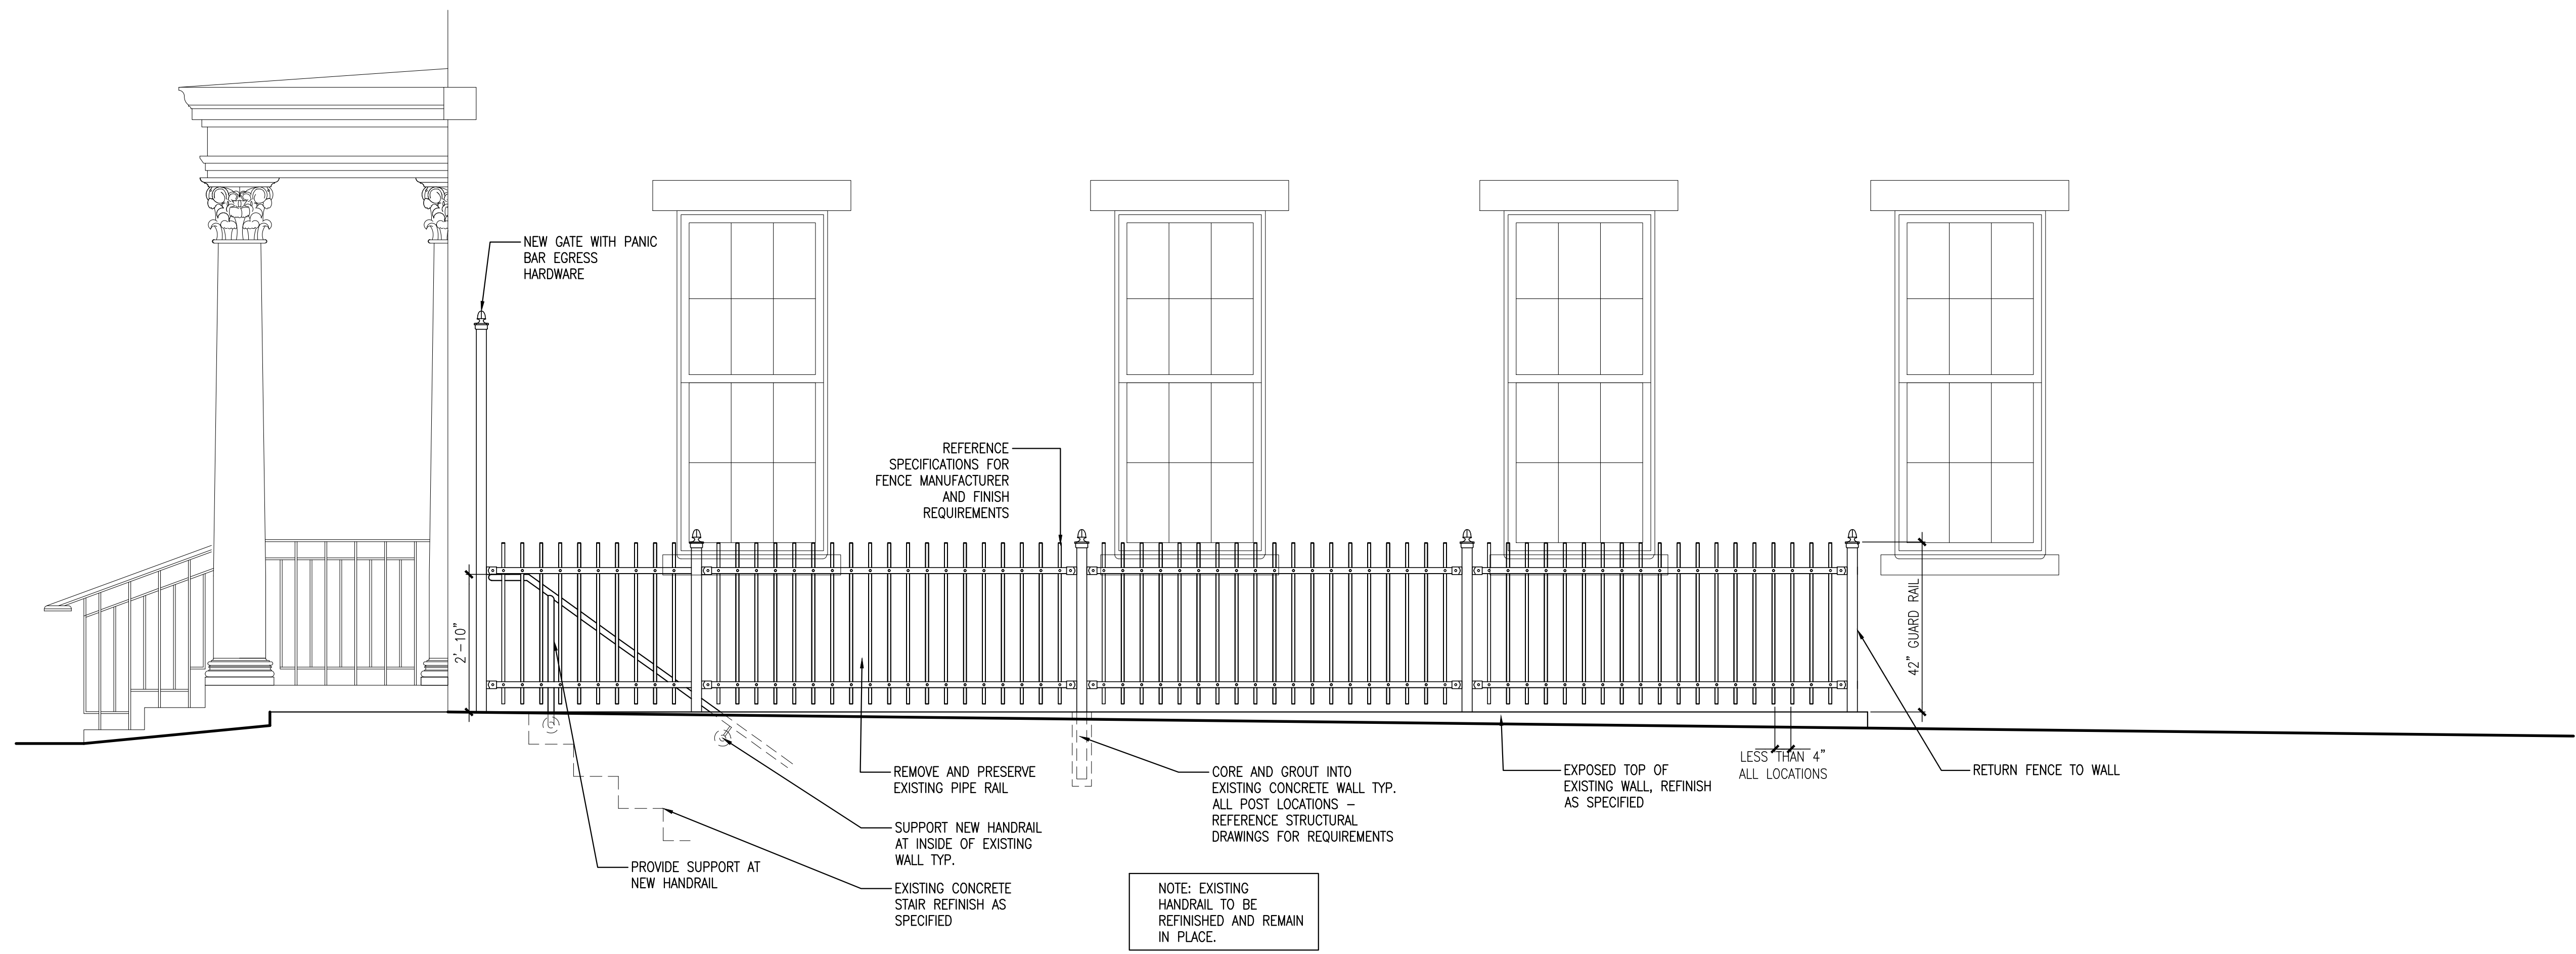 NEW GATE WITH PANIC
BAR EGRESS
HARDWARE
REFERENCE
SPECIFICATIONS FOR
FENCE MANUFACTURER
AND FINISH
REQUIREMENTS
2'-10"
42" GUARD RAIL
LESS THAN 4"
ALL LOCATIONS
REMOVE AND PRESERVE
EXISTING PIPE RAIL
CORE AND GROUT INTO
EXISTING CONCRETE WALL TYP.
ALL POST LOCATIONS –
REFERENCE STRUCTURAL
DRAWINGS FOR REQUIREMENTS
EXPOSED TOP OF
EXISTING WALL, REFINISH
AS SPECIFIED
RETURN FENCE TO WALL
SUPPORT NEW HANDRAIL
AT INSIDE OF EXISTING
WALL TYP.
PROVIDE SUPPORT AT
NEW HANDRAIL
EXISTING CONCRETE
STAIR REFINISH AS
SPECIFIED
NOTE: EXISTING
HANDRAIL TO BE
REFINISHED AND REMAIN
IN PLACE.